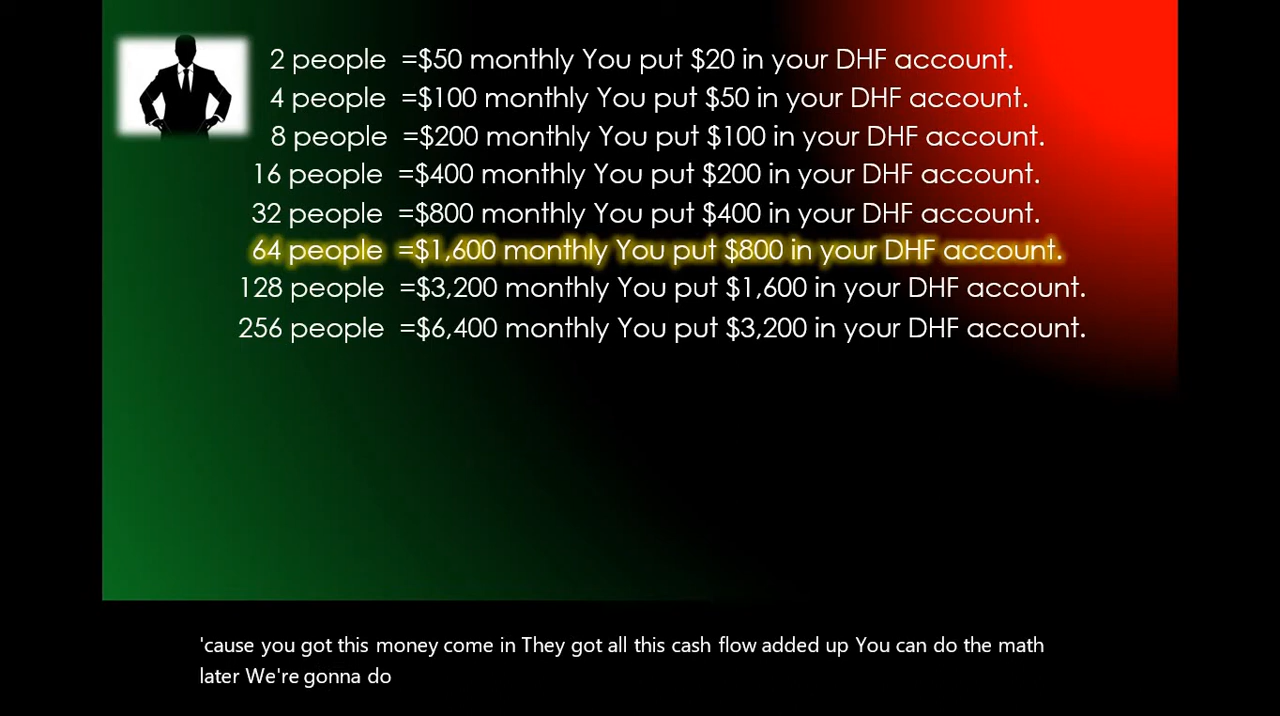 2 people =$50 monthly You put $20 in your DHF account.
4 people =$100 monthly You put $50 in your DHF account.
8 people =$200 monthly You put $100 in your DHF account.
16 people =$400 monthly You put $200 in your DHF account.
32 people =$800 monthly You put $400 in your DHF account.
64 people =$1,600 monthly You put $800 in your DHF account.
128 people =$3,200 monthly You put $1,600 in your DHF account.
256 people =$6,400 monthly You put $3,200 in your DHF account.
'cause you got this money come in They got all this cash flow added up You can do the math
later We're gonna do